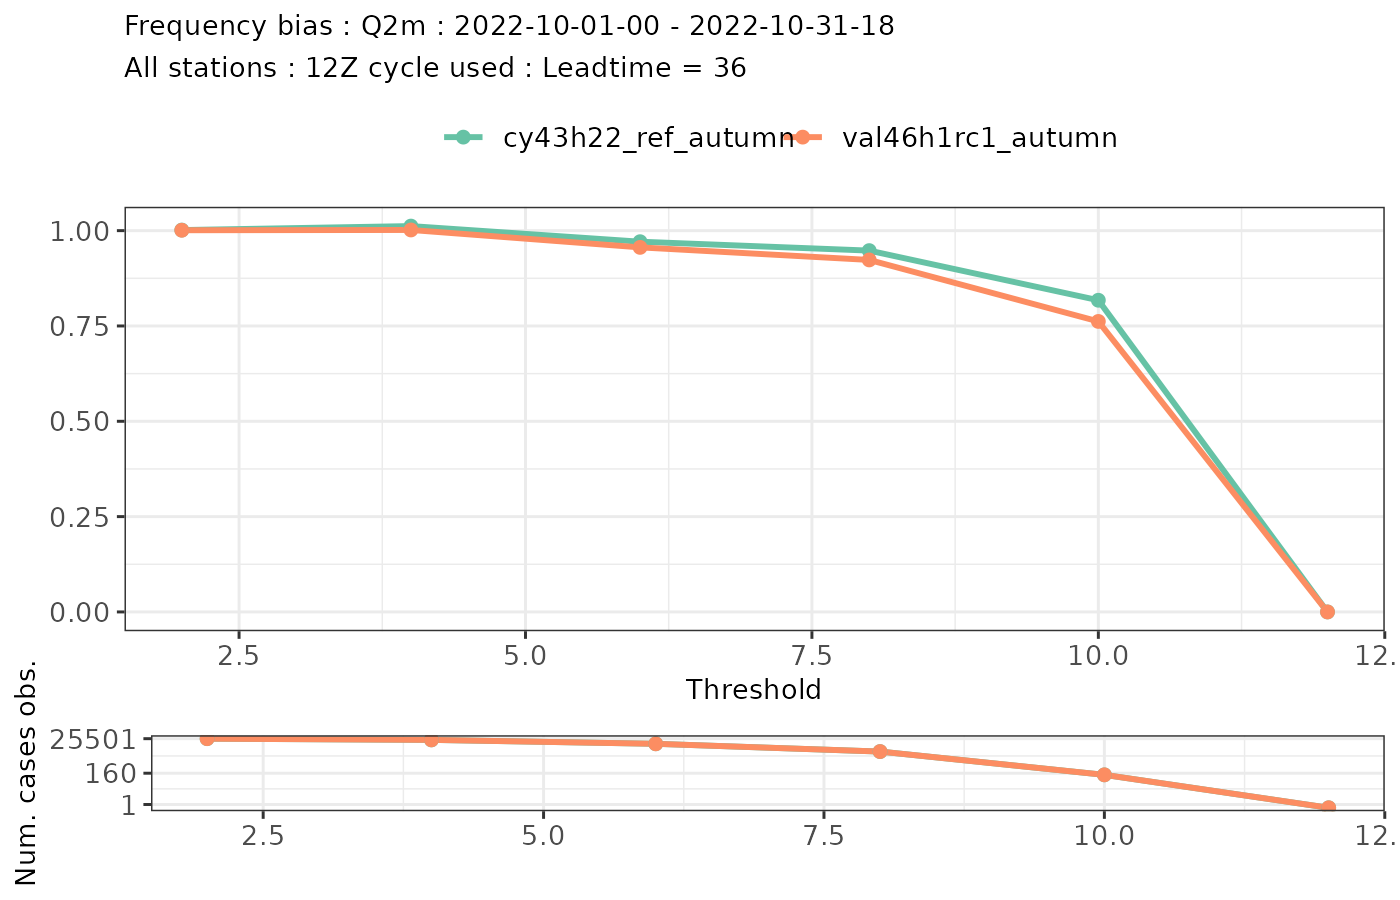 Frequency bias : Q2m : 2022-10-01-00 - 2022-10-31-18
All stations : 12Z cycle used : Leadtime = 36
cy43h22_ref_autumn val46h1rc1_autumn
1.00
0.75
0.50
0.25
0.00
2.5 5.0 7.5 10.0 12.
Threshold
Num. cases obs.
25501
160
1
2.5 5.0 7.5 10.0 12.